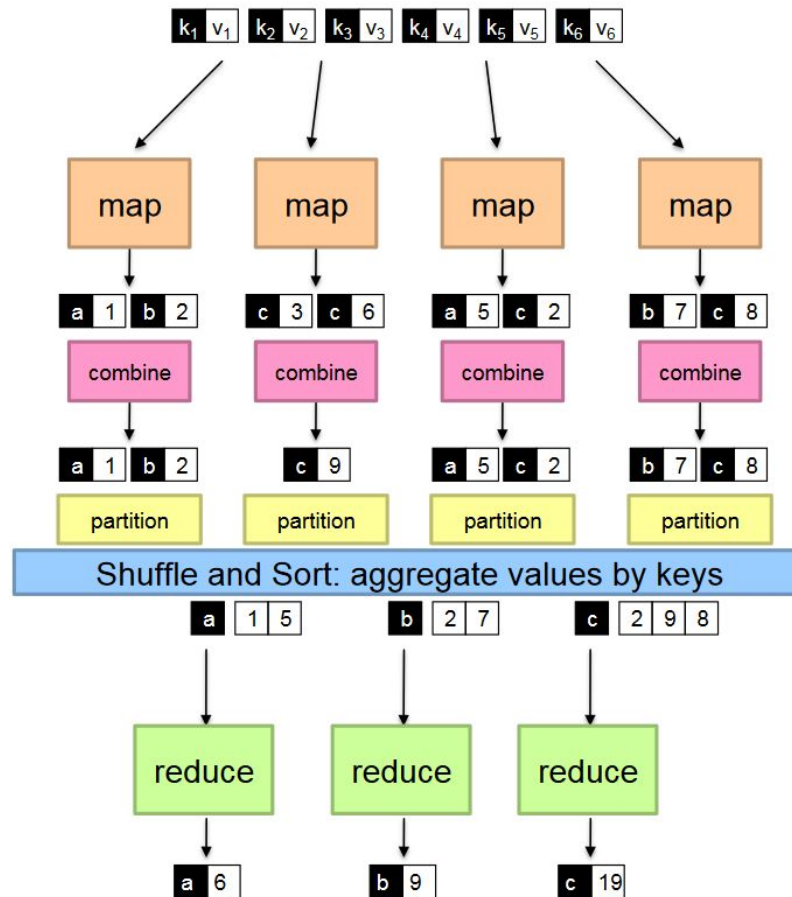 k₁ v₁ k₂ v₂ k₃ v₃ k₄ v₄ k₅ v₅ k₆ v₆
map map map map
a 1 b 2 c 3 c 6 a 5 c 2 b 7 c 8
combine combine combine combine
a 1 b 2 c 9 a 5 c 2 b 7 c 8
partition partition partition partition
Shuffle and Sort: aggregate values by keys
a 1 5 b 2 7 c 2 9 8
reduce reduce reduce
a 6 b 9 c 19